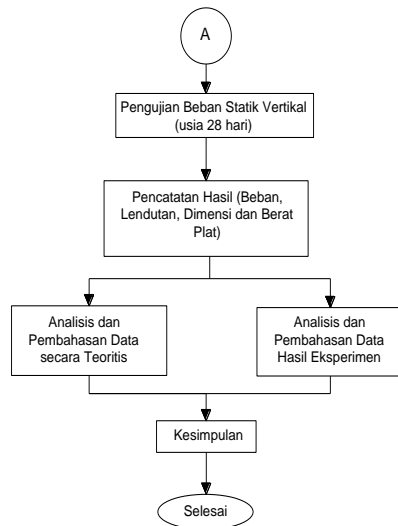 A
Pengujian Beban Statik Vertikal
(usia 28 hari)
Pencatatan Hasil (Beban,
Lendutan, Dimensi dan Berat
Plat)
Analisis dan
Pembahasan Data
secara Teoritis
Analisis dan
Pembahasan Data
Hasil Eksperimen
Kesimpulan
Selesai